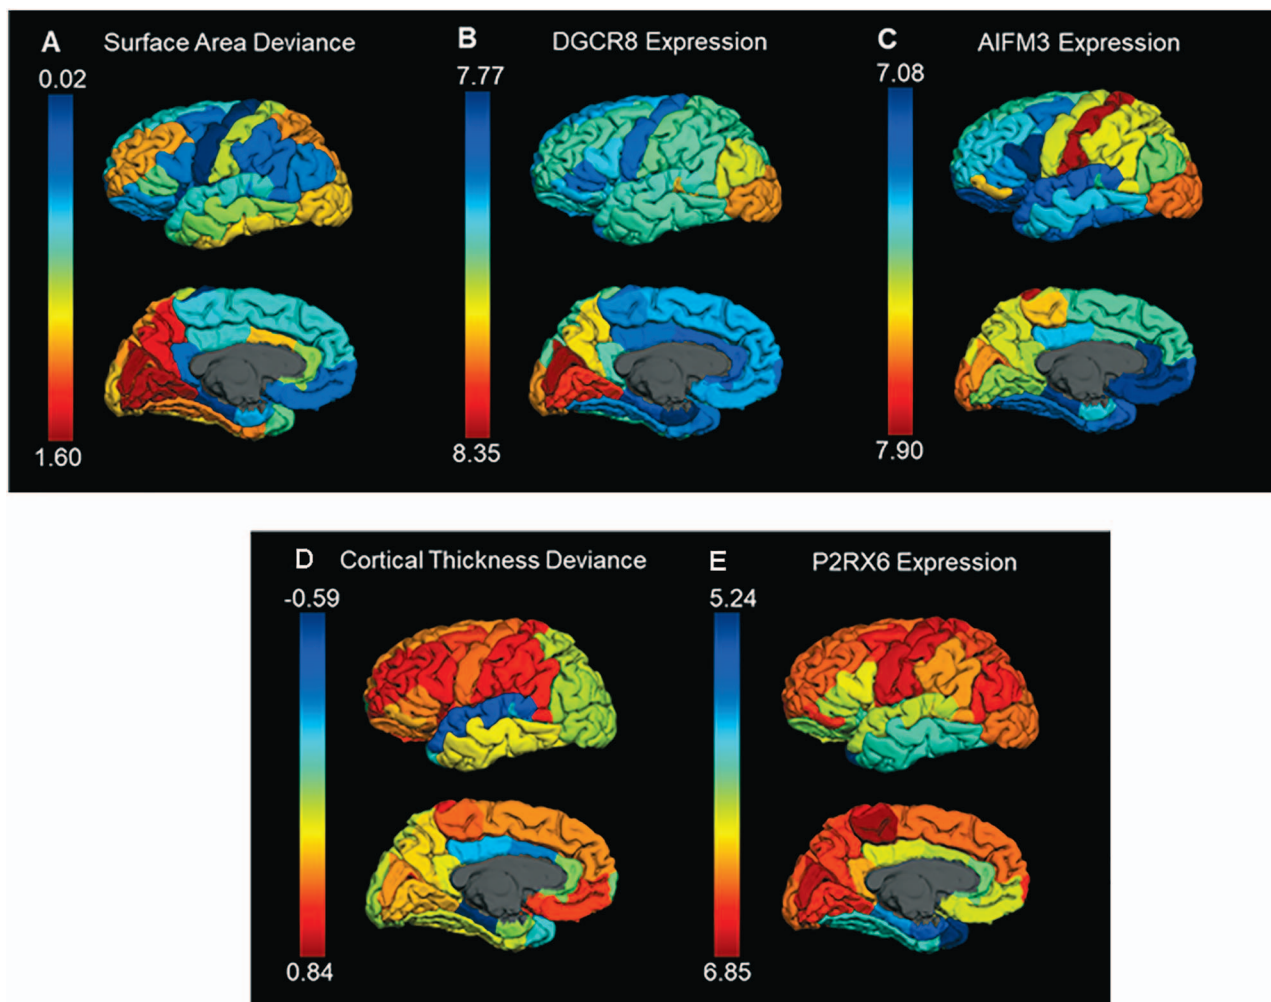 A Surface Area Deviance
0.02
1.60
B DGCR8 Expression
7.77
8.35
C AIFM3 Expression
7.08
7.90
D Cortical Thickness Deviance
-0.59
0.84
E P2RX6 Expression
5.24
6.85